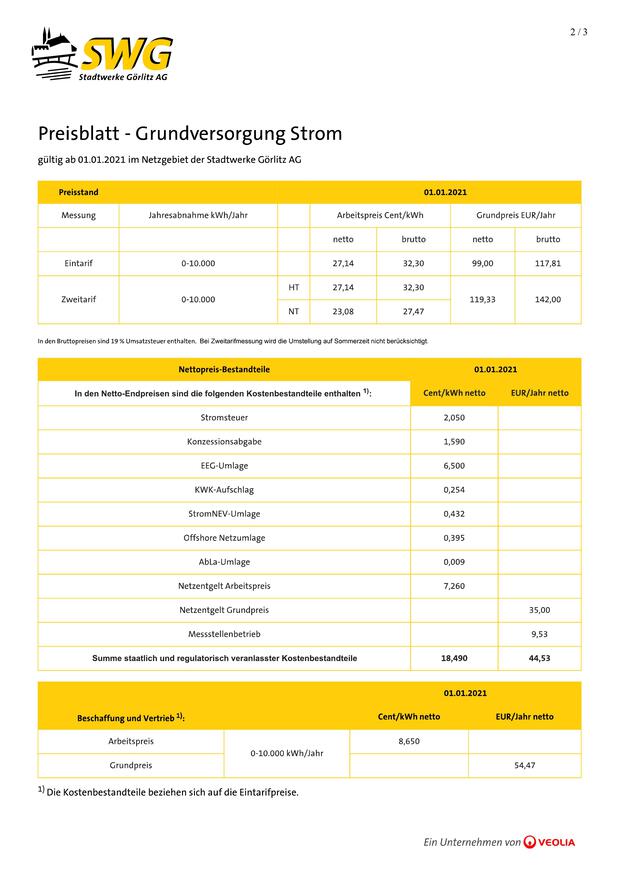 2 / 3
SWG
Stadtwerke Görlitz AG
Preisblatt - Grundversorgung Strom
gültig ab 01.01.2021 im Netzgebiet der Stadtwerke Görlitz AG
Preisstand 01.01.2021
Messung Jahresabnahme kWh/Jahr Arbeitspreis Cent/kWh Grundpreis EUR/Jahr
netto brutto netto brutto
Eintarif 0-10.000 27,14 32,30 99,00 117,81
Zweitarif 0-10.000 HT 27,14 32,30 119,33 142,00
NT 23,08 27,47
In den Bruttopreisen sind 19 % Umsatzsteuer enthalten. Bei Zweitarifmessung wird die Umstellung auf Sommerzeit nicht berücksichtigt.
Nettopreis-Bestandteile 01.01.2021
In den Netto-Endpreisen sind die folgenden Kostenbestandteile enthalten 1): Cent/kWh netto EUR/Jahr netto
Stromsteuer 2,050
Konzessionsabgabe 1,590
EEG-Umlage 6,500
KWK-Aufschlag 0,254
StromNEV-Umlage 0,432
Offshore Netzumlage 0,395
AbLa-Umlage 0,009
Netzentgelt Arbeitspreis 7,260
Netzentgelt Grundpreis 35,00
Messstellenbetrieb 9,53
Summe staatlich und regulatorisch veranlasster Kostenbestandteile 18,490 44,53
01.01.2021
Beschaffung und Vertrieb 1): Cent/kWh netto EUR/Jahr netto
Arbeitspreis 0-10.000 kWh/Jahr 8,650
Grundpreis 54,47
1) Die Kostenbestandteile beziehen sich auf die Eintarifpreise.
Ein Unternehmen von VEOLIA